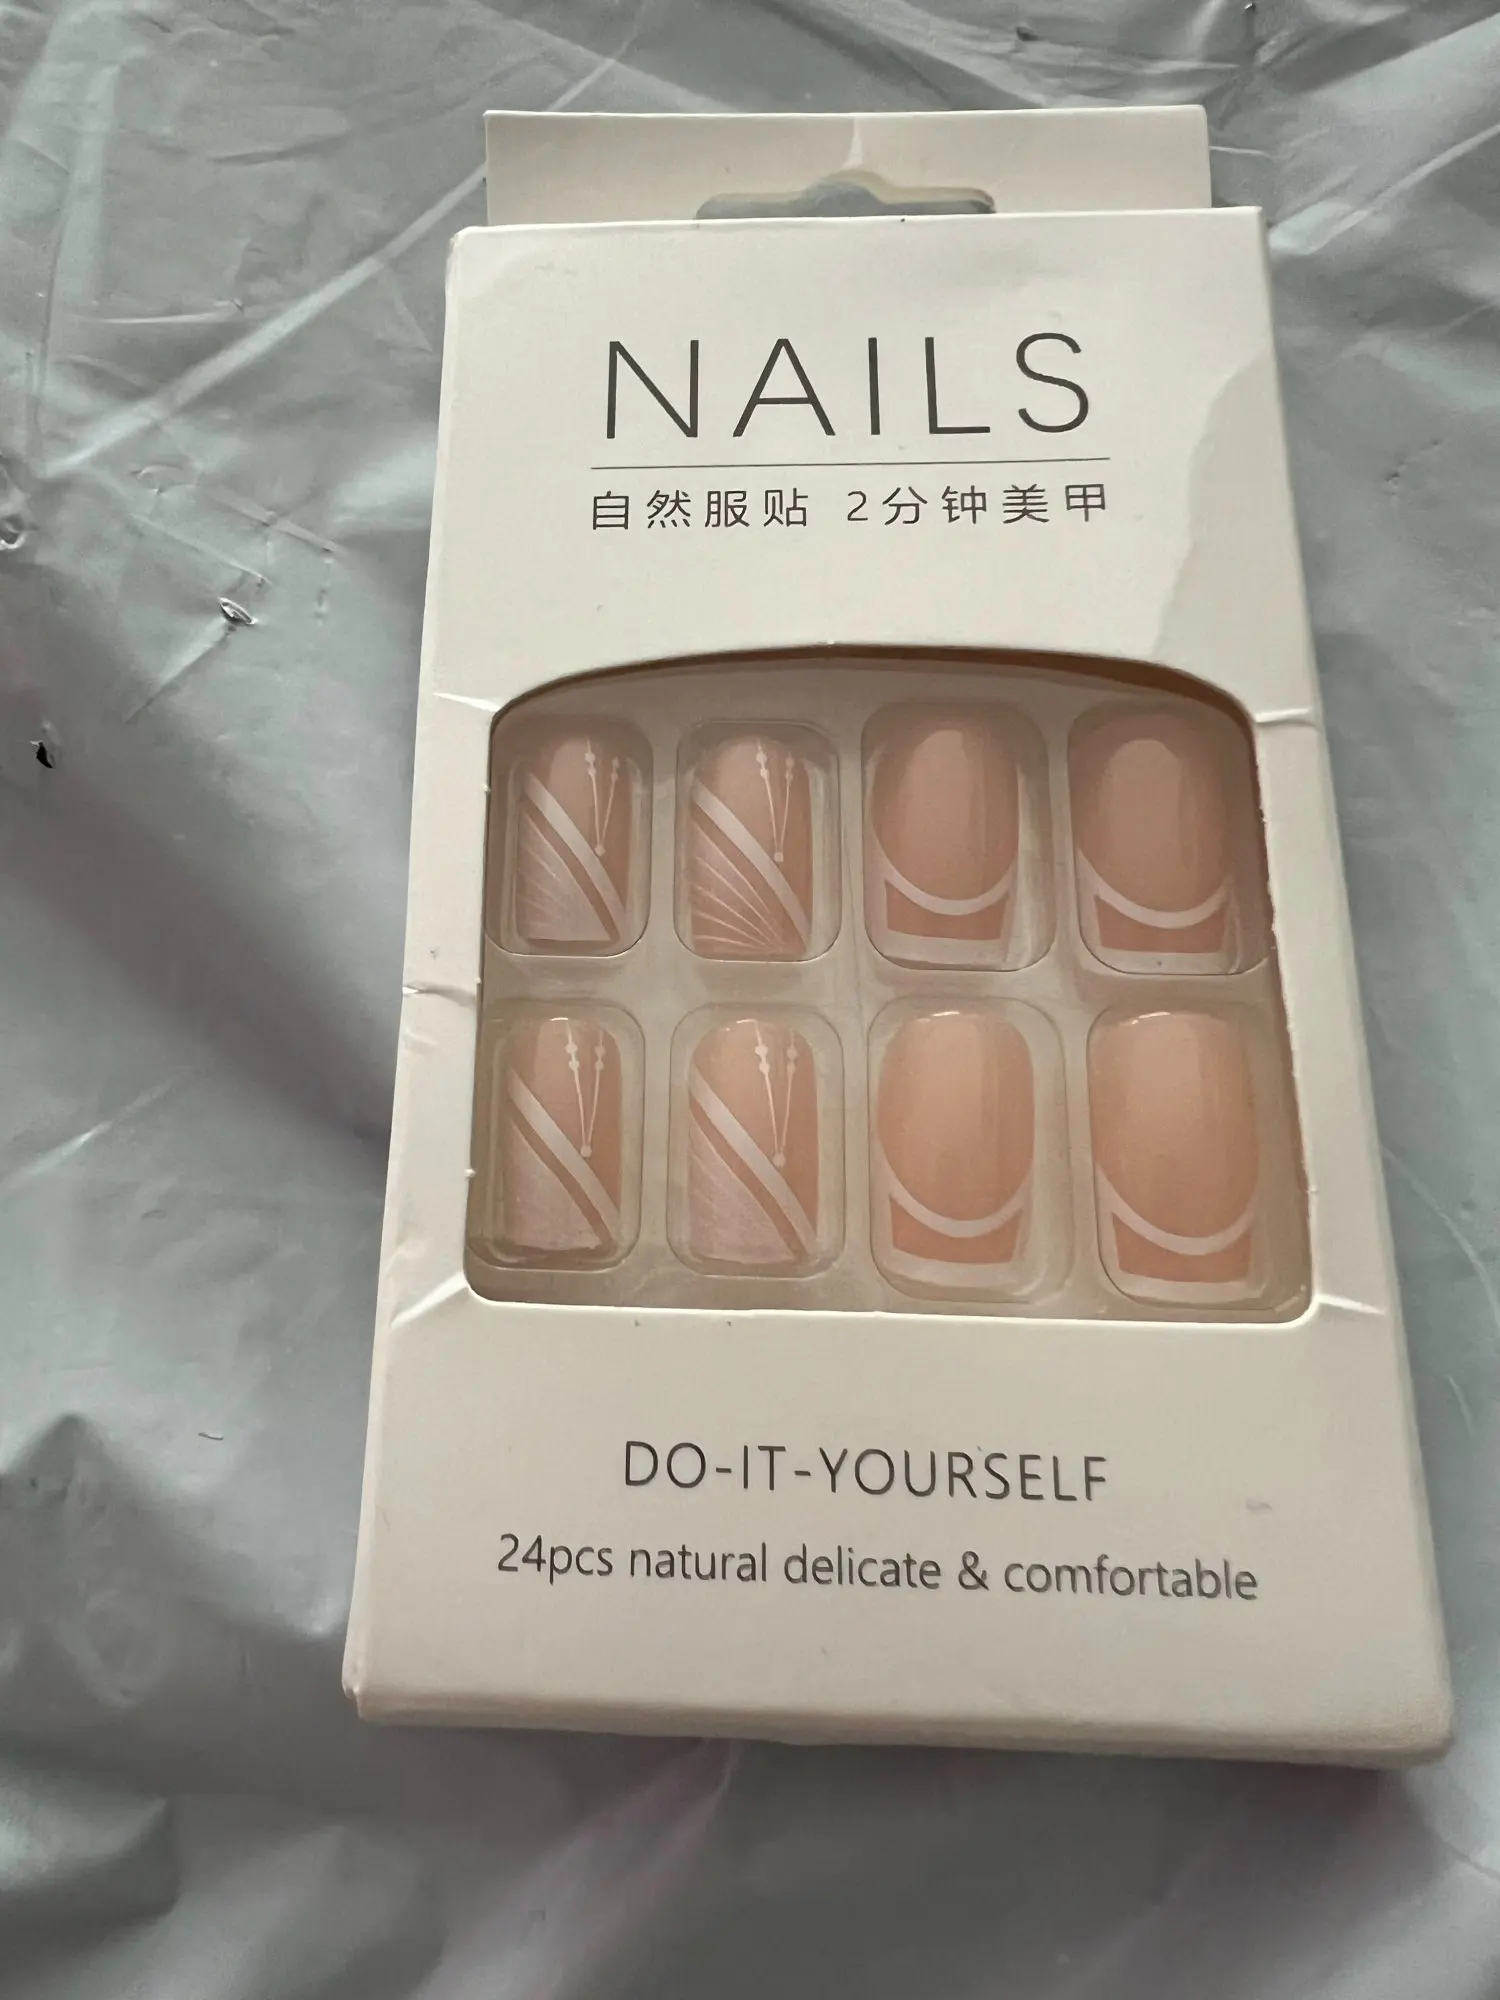 NAILS
自然服贴 2分钟美甲
DO-IT-YOURSELF
24pcs natural delicate & comfortable